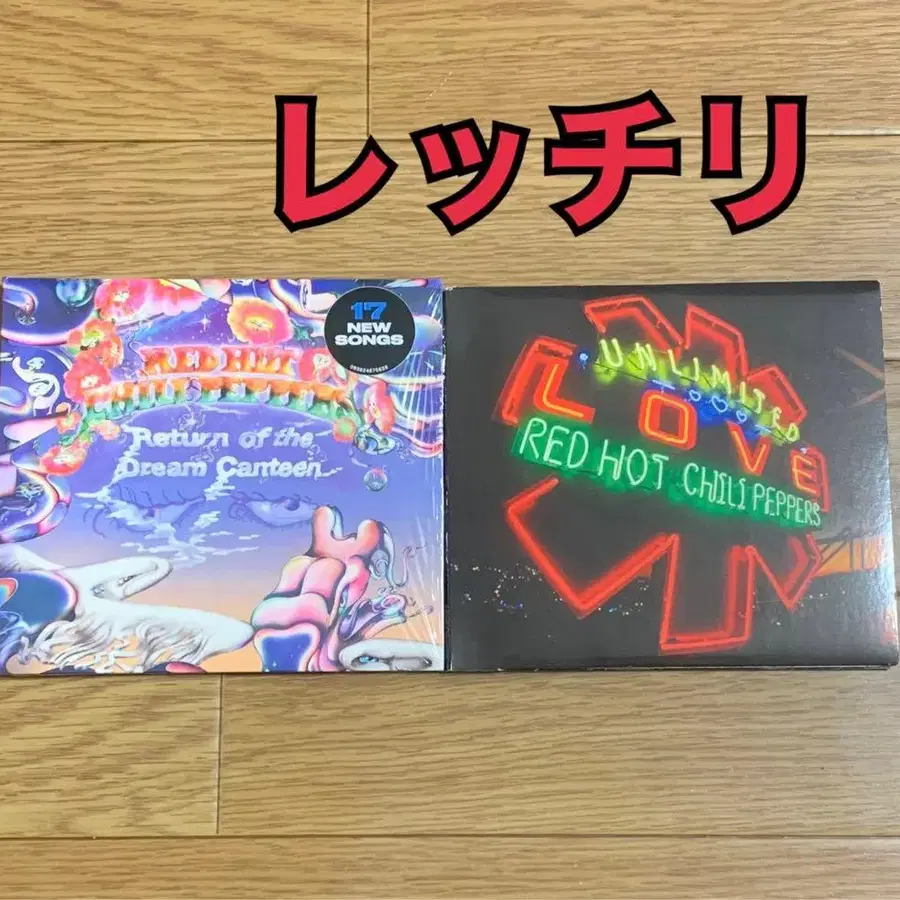 レッチリ
17
NEW
SONGS
RED HOT
CHILI PEPPERS
Return of the
Dream Canteen
UNLIMITED
LOVE
RED HOT CHILI PEPPERS